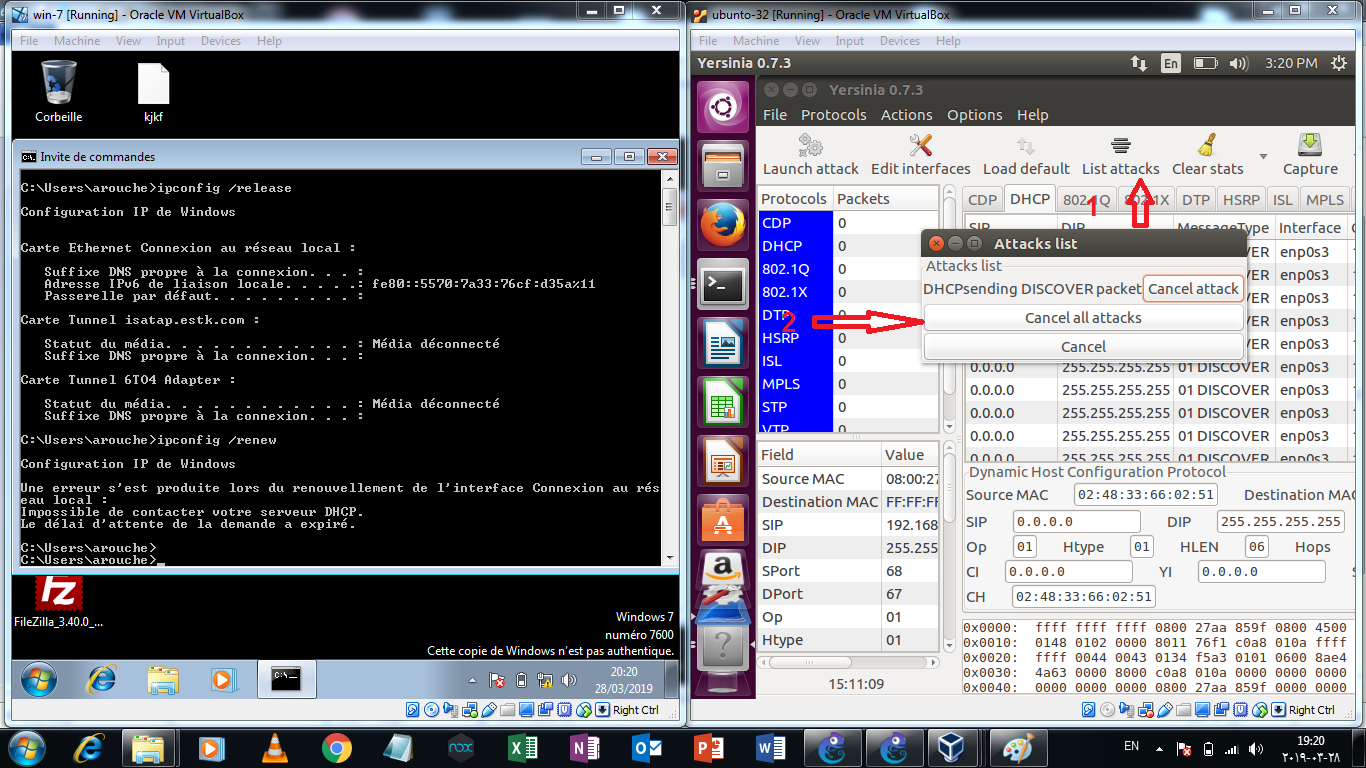 win-7 [Running] - Oracle VM VirtualBox
File Machine View Input Devices Help
Corbeille
kjkf
Invite de commandes
C:\Users\arouche>ipconfig /release
Configuration IP de Windows
Carte Ethernet Connexion au réseau local :
Suffixe DNS propre à la connexion. . . :
Adresse IPv6 de liaison locale. . . . .: fe80::5570:7a33:76cf:d35ax11
Passerelle par défaut. . . . . . . . . :
Carte Tunnel isatap.estk.com :
Statut du média. . . . . . . . . . . . : Média déconnecté
Suffixe DNS propre à la connexion. . . :
Carte Tunnel 6TO4 Adapter :
Statut du média. . . . . . . . . . . . : Média déconnecté
Suffixe DNS propre à la connexion. . . :
C:\Users\arouche>ipconfig /renew
Configuration IP de Windows
Une erreur s'est produite lors du renouvellement de l'interface Connexion au rés
eau local :
Impossible de contacter votre serveur DHCP.
Le délai d'attente de la demande a expiré.
C:\Users\arouche>
C:\Users\arouche>_
FileZilla_3.40.0_...
Windows 7
numéro 7600
Cette copie de Windows n'est pas authentique.
20:20
28/03/2019
Right Ctrl
ubunto-32 [Running] - Oracle VM VirtualBox
File Machine View Input Devices Help
Yersinia 0.7.3
En
3:20 PM
Yersinia 0.7.3
File Protocols Actions Options Help
Launch attack Edit interfaces Load default List attacks Clear stats Capture
Protocols Packets
CDP 0
DHCP 0
802.1Q 0
802.1X 0
DTP
HSRP 0
ISL 0
MPLS 0
STP 0
VTP 0
CDP DHCP 802.1Q 802.1X DTP HSRP ISL MPLS
1
SIP DIP MessageType Interface
Attacks list
Attacks list
DHCPsending DISCOVER packet Cancel attack
Cancel all attacks
Cancel
2
VER enp0s3
VER enp0s3
VER enp0s3
VER enp0s3
VER enp0s3
0.0.0.0 255.255.255.255 01 DISCOVER enp0s3
0.0.0.0 255.255.255.255 01 DISCOVER enp0s3
0.0.0.0 255.255.255.255 01 DISCOVER enp0s3
0.0.0.0 255.255.255.255 01 DISCOVER enp0s3
0.0.0.0 255.255.255.255 01 DISCOVER enp0s3
Field Value
Source MAC 08:00:27
Destination MAC FF:FF:FF
SIP 192.168
DIP 255.255
SPort 68
DPort 67
Op 01
Htype 01
15:11:09
Dynamic Host Configuration Protocol
Source MAC 02:48:33:66:02:51 Destination MAC
SIP 0.0.0.0 DIP 255.255.255.255
Op 01 Htype 01 HLEN 06 Hops
CI 0.0.0.0 YI 0.0.0.0
CH 02:48:33:66:02:51
0x0000: ffff ffff ffff 0800 27aa 859f 0800 4500
0x0010: 0148 0102 0000 8011 76f1 c0a8 010a ffff
0x0020: ffff 0044 0043 0134 f5a3 0101 0600 8ae4
0x0030: 4a63 0000 8000 c0a8 010a 0000 0000 0000
0x0040: 0000 0000 0000 0800 27aa 859f 0000 0000
Right Ctrl
nox
EN
19:20
٢٠١٩-٠٣-٢٨